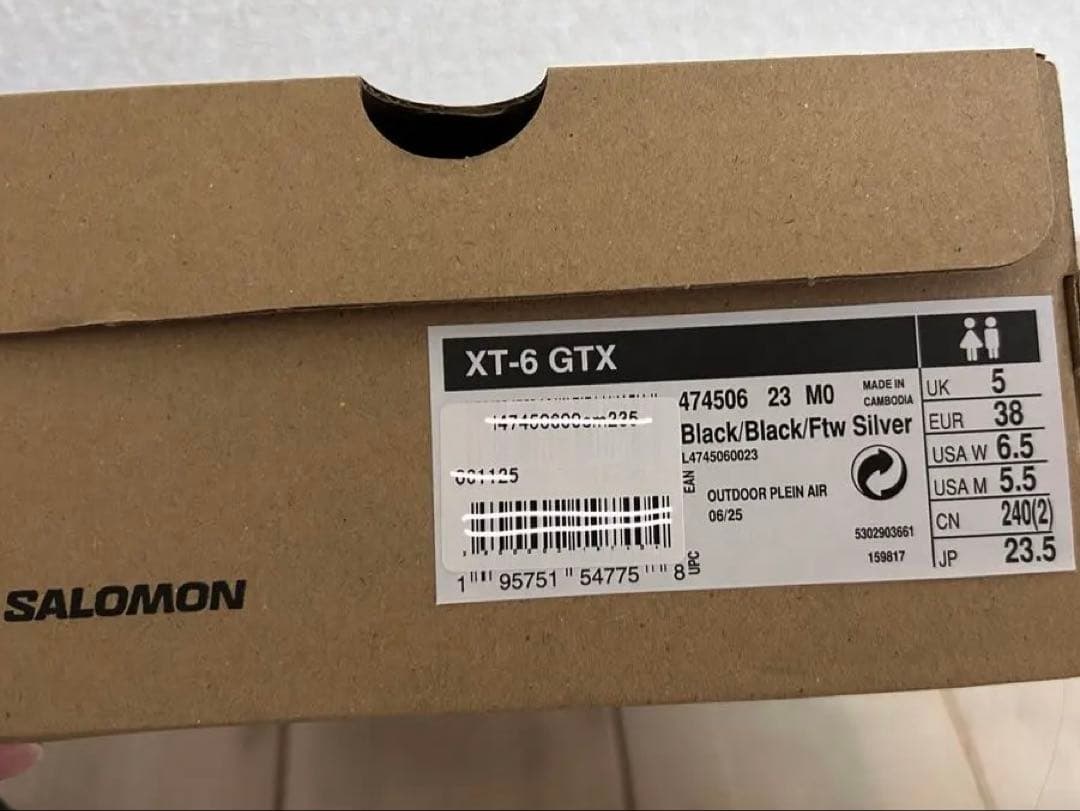 XT-6 GTX
474506 23 M0
MADE IN
CAMBODIA
Black/Black/Ftw Silver
L4745060023
EAN
OUTDOOR PLEIN AIR
06/25
5302903661
159817
001125
1 95751 54775 8
UPC
UK 5
EUR 38
USA W 6.5
USA M 5.5
CN 240(2)
JP 23.5
SALOMON